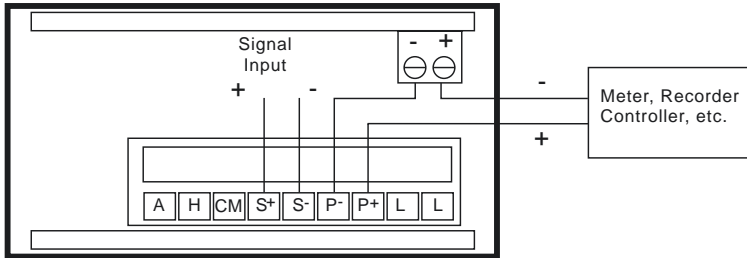 Signal
Input
+ -
- +
-
+
Meter, Recorder
Controller, etc.
A H CM S+ S- P- P+ L L